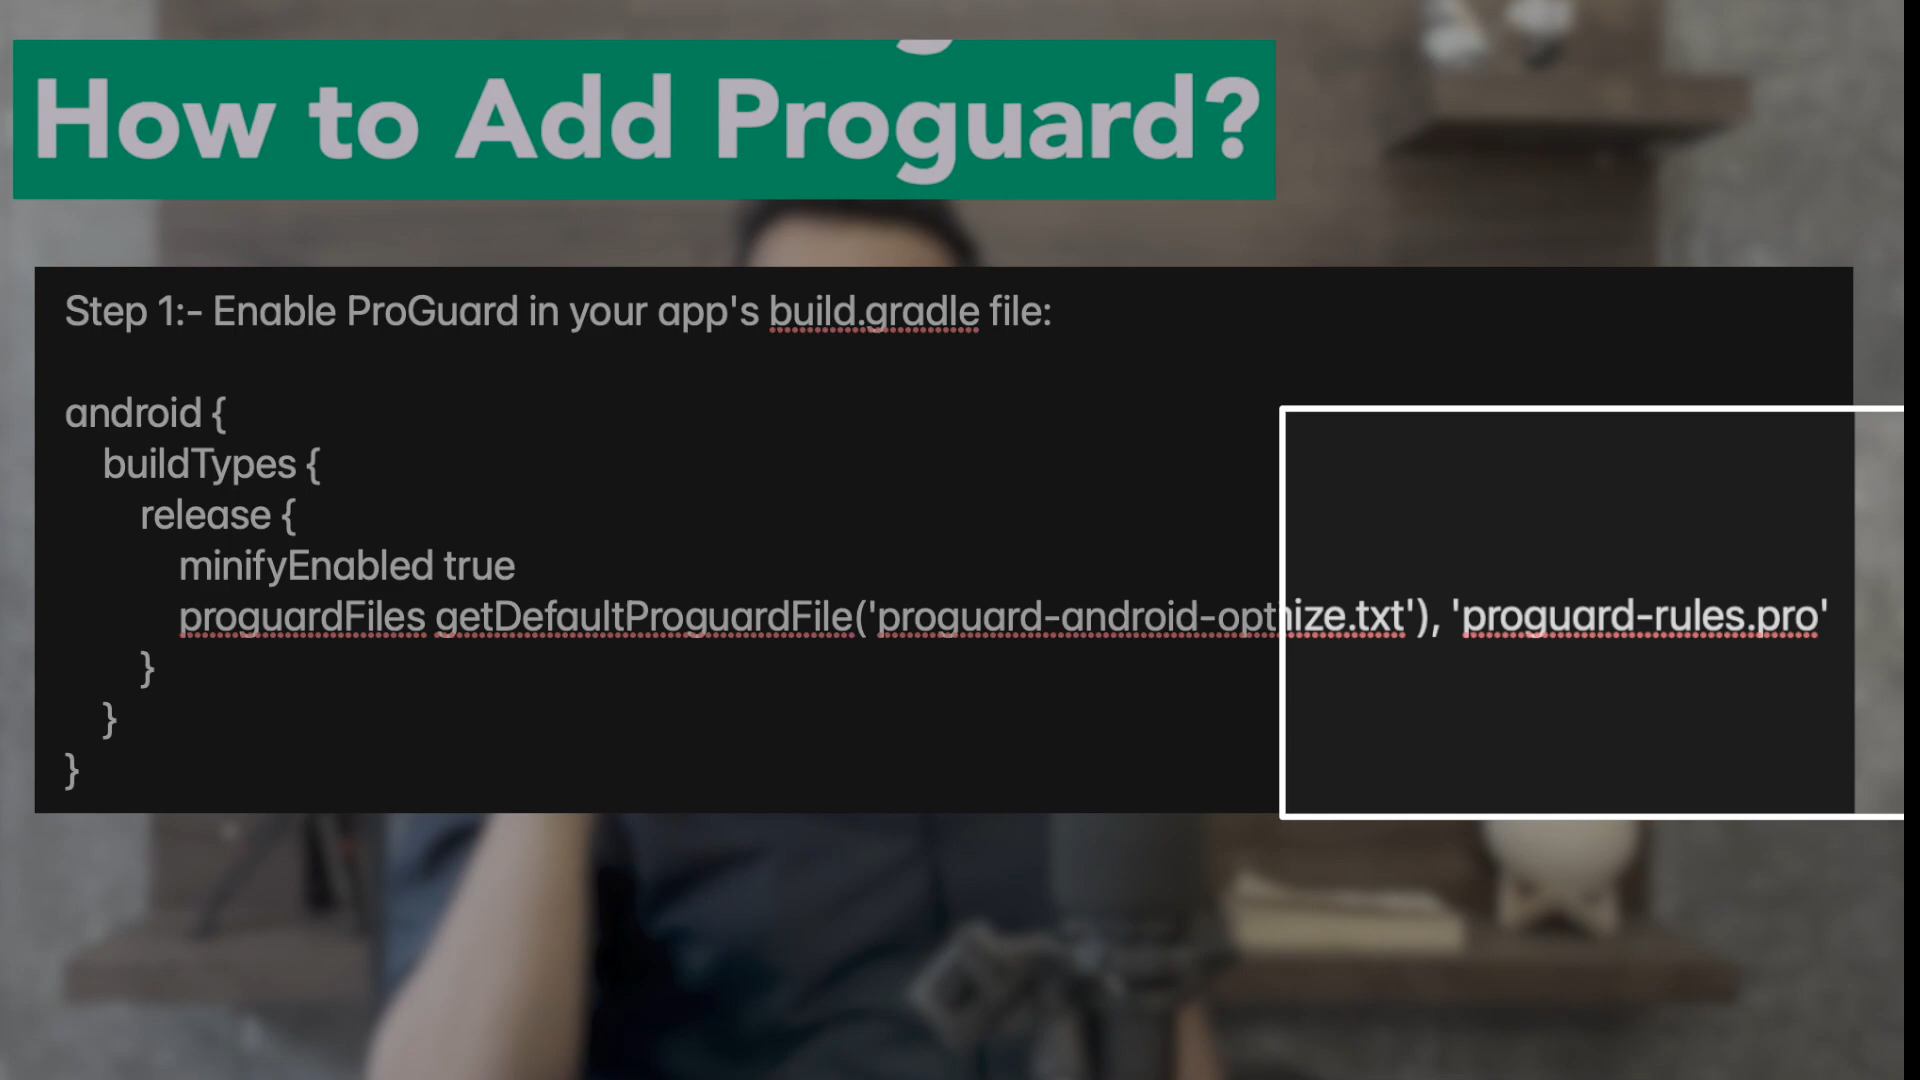 How to Add Proguard?
Step 1:- Enable ProGuard in your app's build.gradle file:
android {
buildTypes {
release {
minifyEnabled true
proguardFiles getDefaultProguardFile('proguard-android-optnize.txt'), 'proguard-rules.pro'
}
}
}